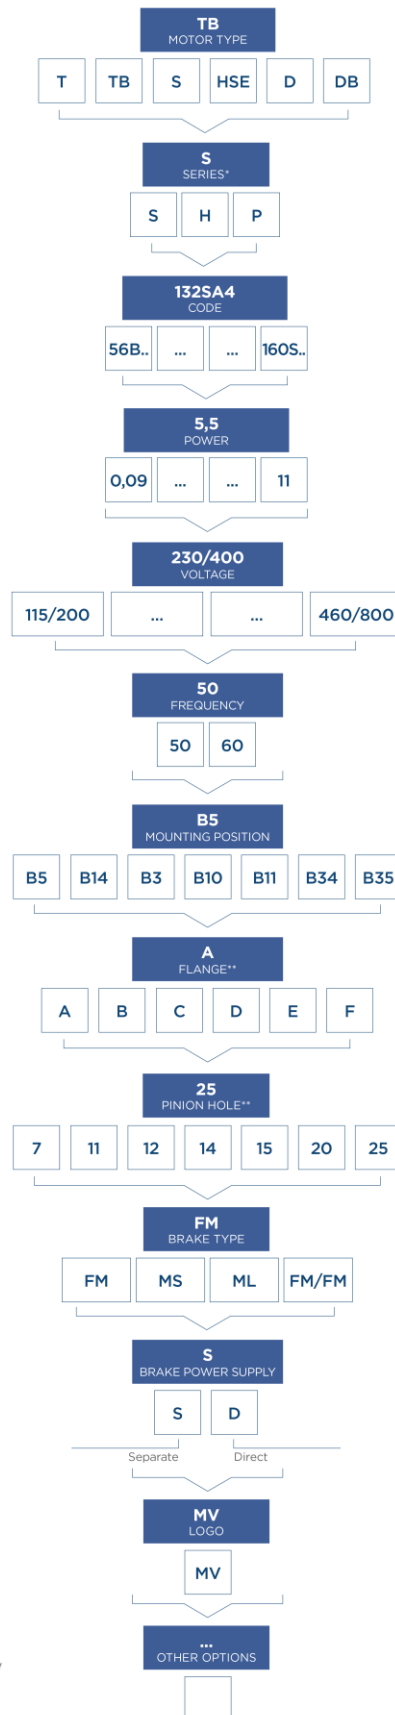 TB
MOTOR TYPE
T TB S HSE D DB
S
SERIES*
S H P
132SA4
CODE
56B.. ... ... 160S..
5,5
POWER
0,09 ... ... 11
230/400
VOLTAGE
115/200 ... ... 460/800
50
FREQUENCY
50 60
B5
MOUNTING POSITION
B5 B14 B3 B10 B11 B34 B35
A
FLANGE**
A B C D E F
25
PINION HOLE**
7 11 12 14 15 20 25
FM
BRAKE TYPE
FM MS ML FM/FM
S
BRAKE POWER SUPPLY
S D
Separate Direct
MV
LOGO
MV
...
OTHER OPTIONS